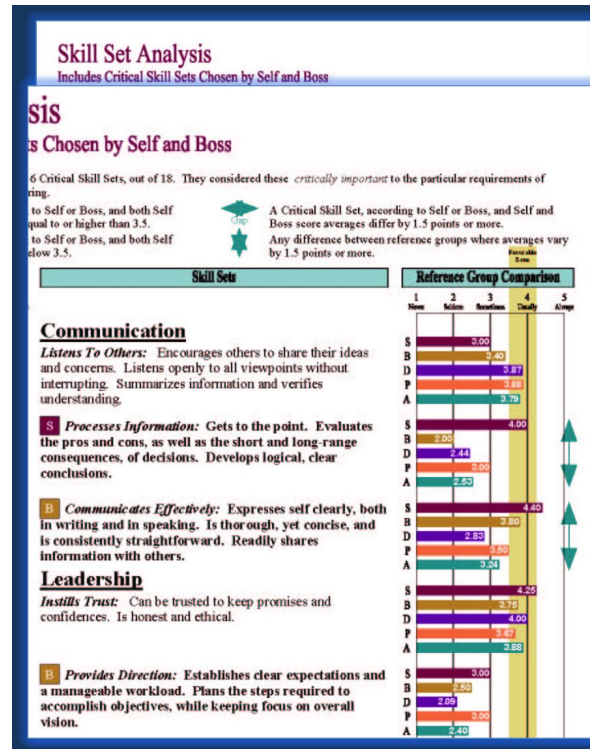 Skill Set Analysis
Includes Critical Skill Sets Chosen by Self and Boss
sis
ts Chosen by Self and Boss
6 Critical Skill Sets, out of 18. They considered these critically important to the particular requirements of
ring.
to Self or Boss, and both Self
qual to or higher than 3.5.
to Self or Boss, and both Self
elow 3.5.
Gap
A Critical Skill Set, according to Self or Boss, and Self and
Boss score averages differ by 1.5 points or more.
Any difference between reference groups where averages vary
by 1.5 points or more.
Favorable
Zone
Skill Sets
Reference Group Comparison
1 2 3 4 5
Never Seldom Sometimes Usually Always
Communication
Listens To Others: Encourages others to share their ideas
and concerns. Listens openly to all viewpoints without
interrupting. Summarizes information and verifies
understanding.
S 3.00
B 3.40
D 3.87
P 3.88
A 3.79
S Processes Information: Gets to the point. Evaluates
the pros and cons, as well as the short and long-range
consequences, of decisions. Develops logical, clear
conclusions.
S 4.00
B 2.00
D 2.44
P 3.00
A 2.53
B Communicates Effectively: Expresses self clearly, both
in writing and in speaking. Is thorough, yet concise, and
is consistently straightforward. Readily shares
information with others.
S 4.40
B 3.80
D 2.83
P 3.50
A 3.24
Leadership
Instills Trust: Can be trusted to keep promises and
confidences. Is honest and ethical.
S 4.25
B 3.75
D 4.00
P 3.67
A 3.88
B Provides Direction: Establishes clear expectations and
a manageable workload. Plans the steps required to
accomplish objectives, while keeping focus on overall
vision.
S 3.00
B 2.50
D 2.09
P 3.00
A 2.40